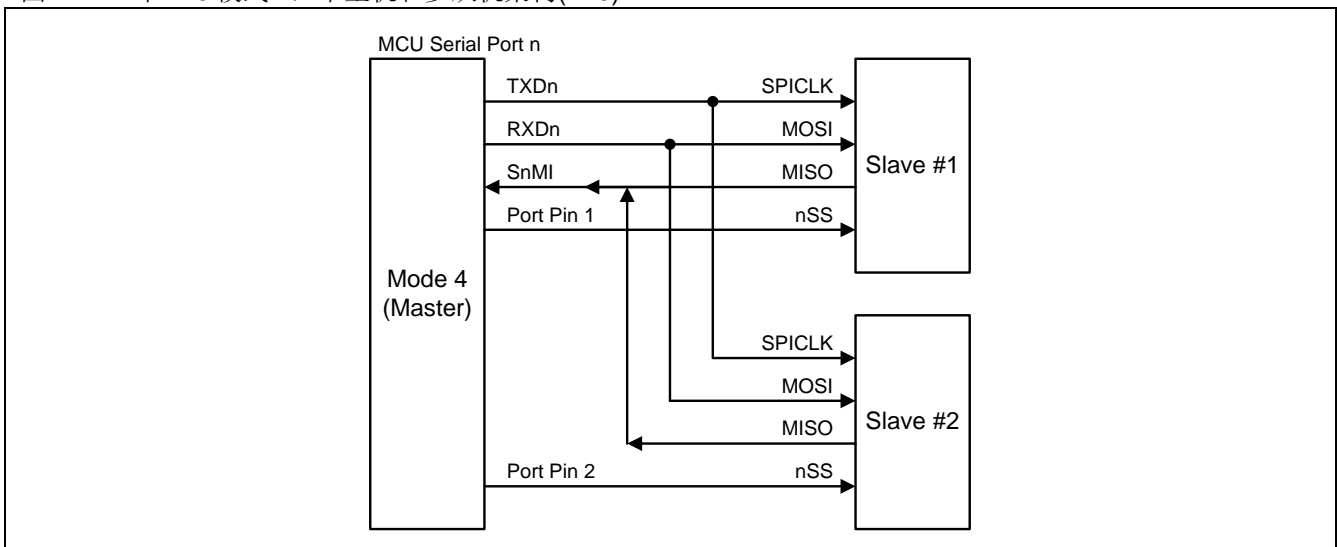 MCU Serial Port n
TXDn SPICLK
RXDn MOSI
SnMI MISO
Port Pin 1 nSS
Slave #1
Mode 4
(Master)
SPICLK
MOSI
MISO
Port Pin 2 nSS
Slave #2